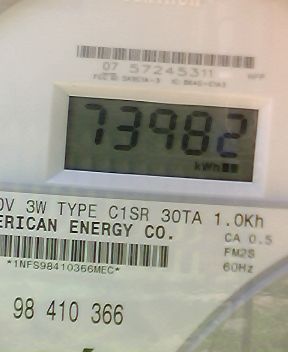 07 57245311
73982
kWh
0V 3W TYPE C1SR 30TA 1.0Kh
ERICAN ENERGY CO.
CA 0.5
FM2S
*1NFS98410366MEC*
60Hz
98 410 366